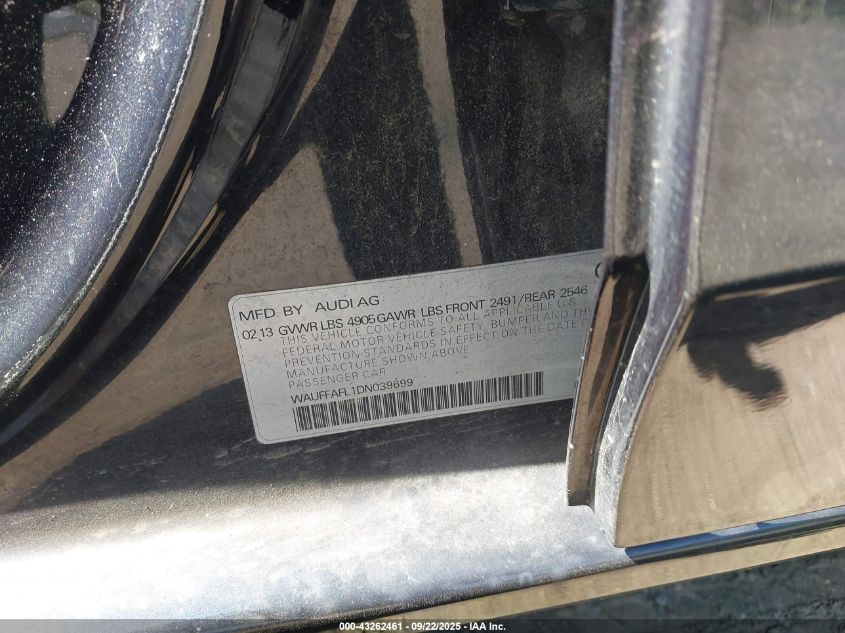 MFD. BY AUDI AG
02.13 GVWR LBS 4905 GAWR LBS FRONT 2491/REAR 2546
THIS VEHICLE CONFORMS TO ALL APPLICABLE U.S.
FEDERAL MOTOR VEHICLE SAFETY, BUMPER AND
PREVENTION STANDARDS IN EFFECT ON THE DATE
MANUFACTURE SHOWN ABOVE
PASSENGER CAR
WAUFFAFL1DN039699
000-43262461 - 09/22/2025 - IAA Inc.